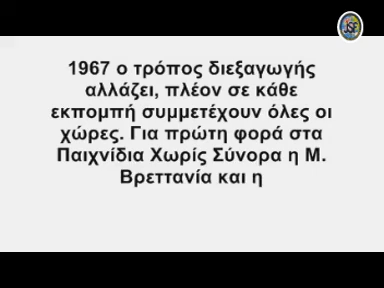 JSF
1967 ο τρόπος διεξαγωγής
αλλάζει, πλέον σε κάθε
εκπομπή συμμετέχουν όλες οι
χώρες. Για πρώτη φορά στα
Παιχνίδια Χωρίς Σύνορα η Μ.
Βρεττανία και η